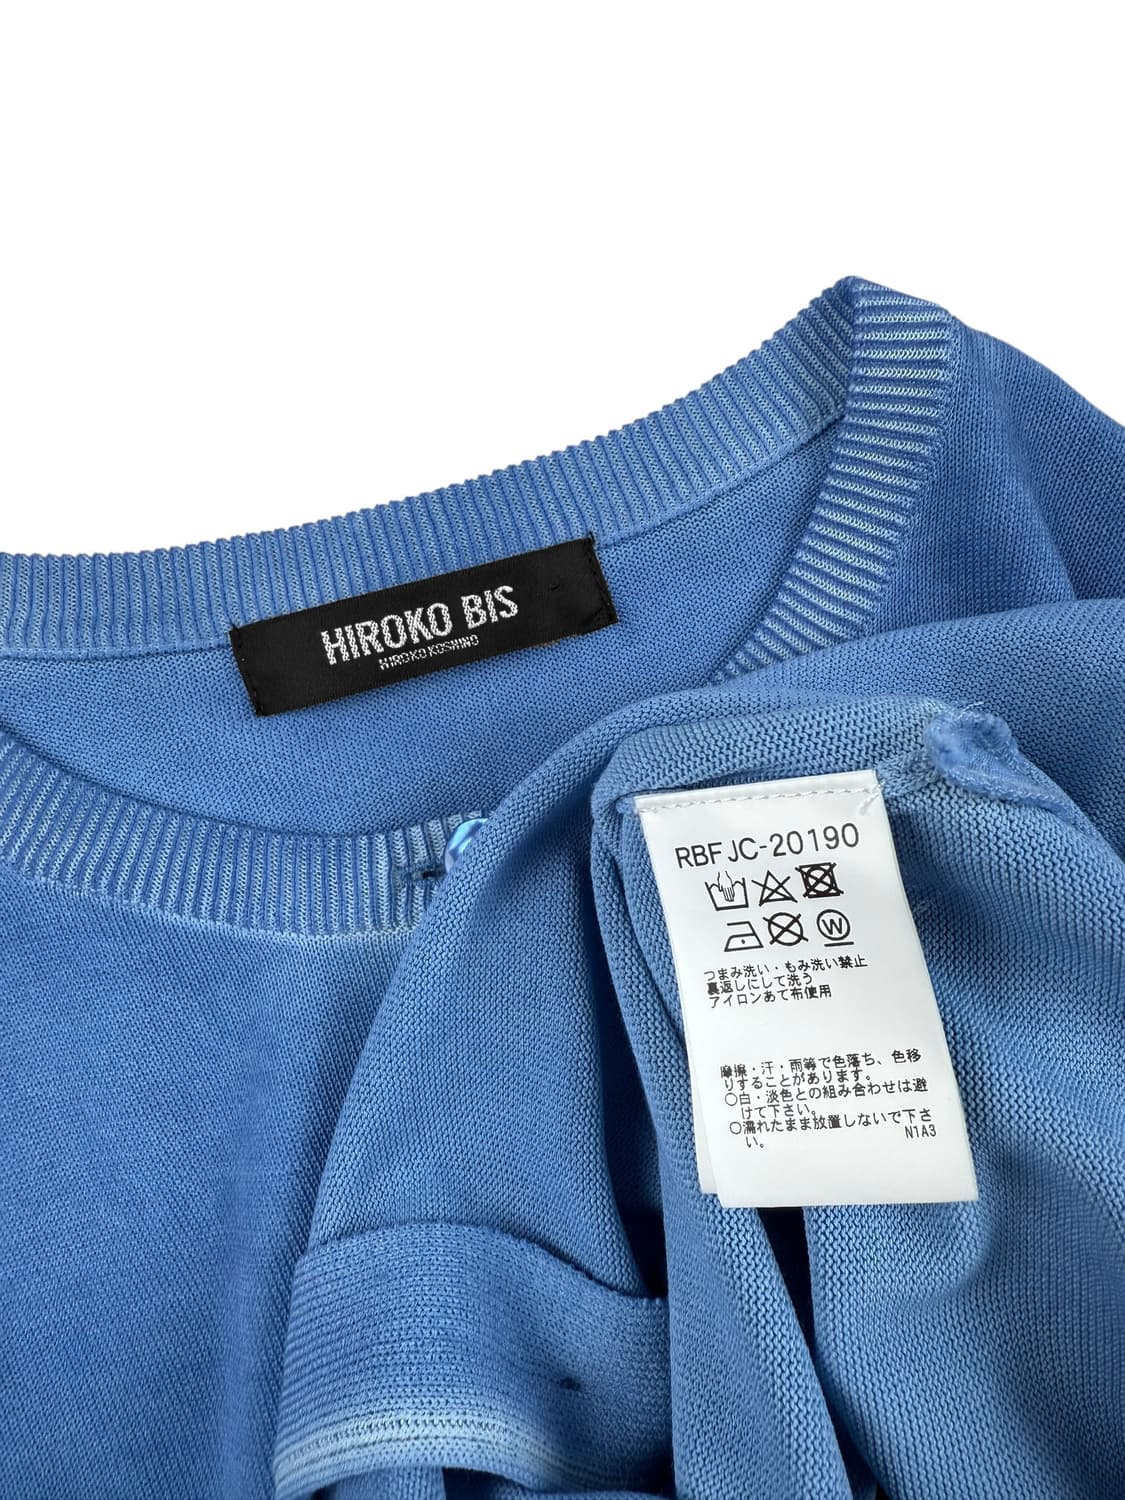 HIROKO BIS
HIROKO KOSHINO
RBFJC-20190
W
つまみ洗い・もみ洗い禁止
裏返しにして洗う
アイロンあて布使用
摩擦・汗・雨等で色落ち、色移
りすることがあります。
○白・淡色との組み合わせは避
けて下さい。
○濡れたまま放置しないで下さ
い。
N1A3